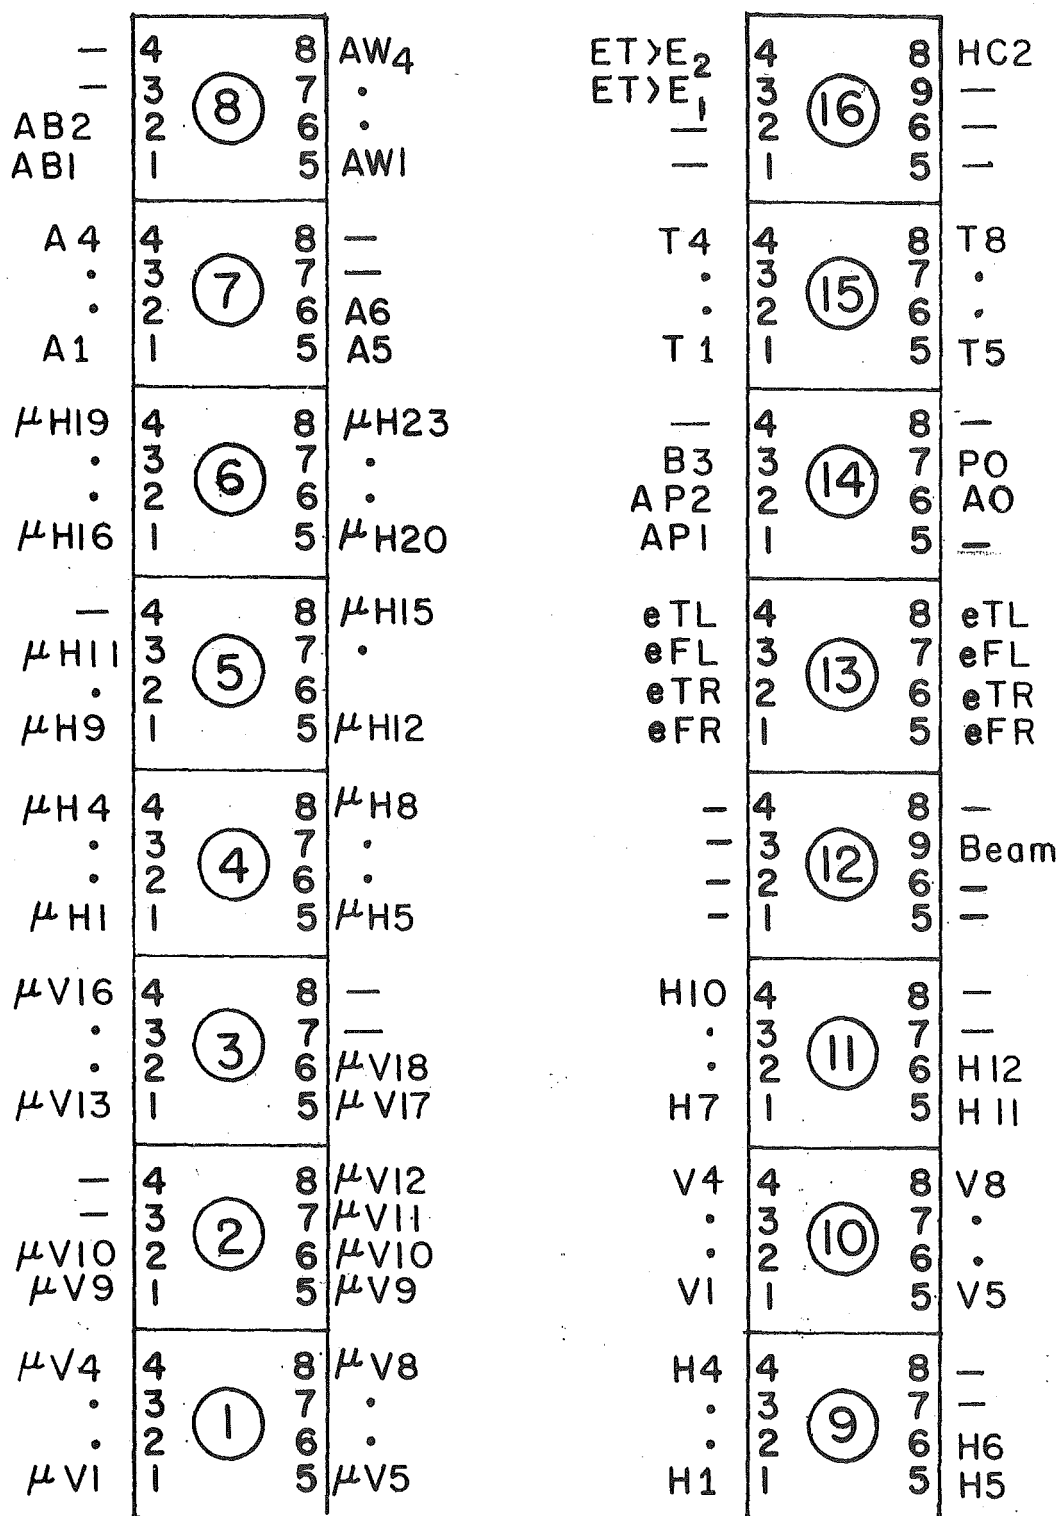 — 4 8 AW4
— 3 7 •
AB2 2 6 •
AB1 1 5 AW1
8
A4 4 8 —
• 3 7 —
• 2 6 A6
A1 1 5 A5
7
μH19 4 8 μH23
• 3 7 •
• 2 6 •
μH16 1 5 μH20
6
— 4 8 μH15
μH11 3 7 •
• 2 6
μH9 1 5 μH12
5
μH4 4 8 μH8
• 3 7 •
• 2 6 •
μH1 1 5 μH5
4
μV16 4 8 —
• 3 7 —
• 2 6 μV18
μV13 1 5 μV17
3
— 4 8 μV12
— 3 7 μV11
μV10 2 6 μV10
μV9 1 5 μV9
2
μV4 4 8 μV8
• 3 7 •
• 2 6 •
μV1 1 5 μV5
1
ET>E2 4 8 HC2
ET>E1 3 9 —
— 2 6 —
— 1 5 —
16
T4 4 8 T8
• 3 7 •
• 2 6 •
T1 1 5 T5
15
— 4 8 —
B3 3 7 PO
AP2 2 6 AO
AP1 1 5 —
14
eTL 4 8 eTL
eFL 3 7 eFL
eTR 2 6 eTR
eFR 1 5 eFR
13
— 4 8 —
— 3 9 Beam
— 2 6 —
— 1 5 —
12
H10 4 8 —
• 3 7 —
• 2 6 H12
H7 1 5 H11
11
V4 4 8 V8
• 3 7 •
• 2 6 •
V1 1 5 V5
10
H4 4 8 —
• 3 7 —
• 2 6 H6
H1 1 5 H5
9